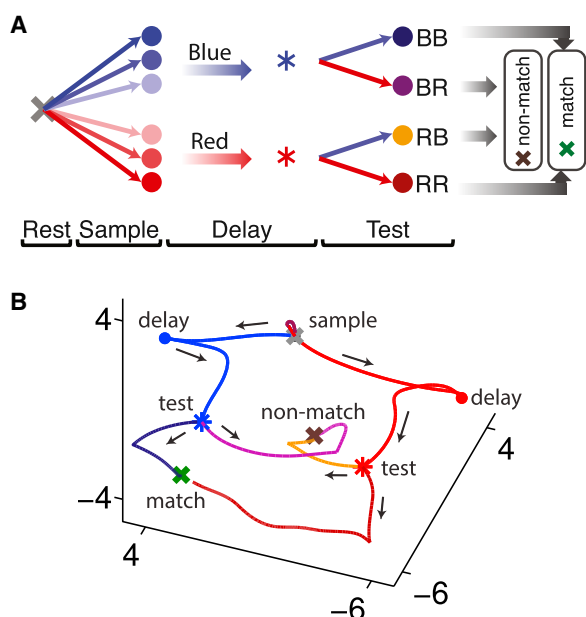 A
Blue
BB
BR
Red
RB
RR
non-match
match
Rest
Sample
Delay
Test
B
4
delay
sample
delay
test
non-match
4
test
match
−4
4
−6
−6